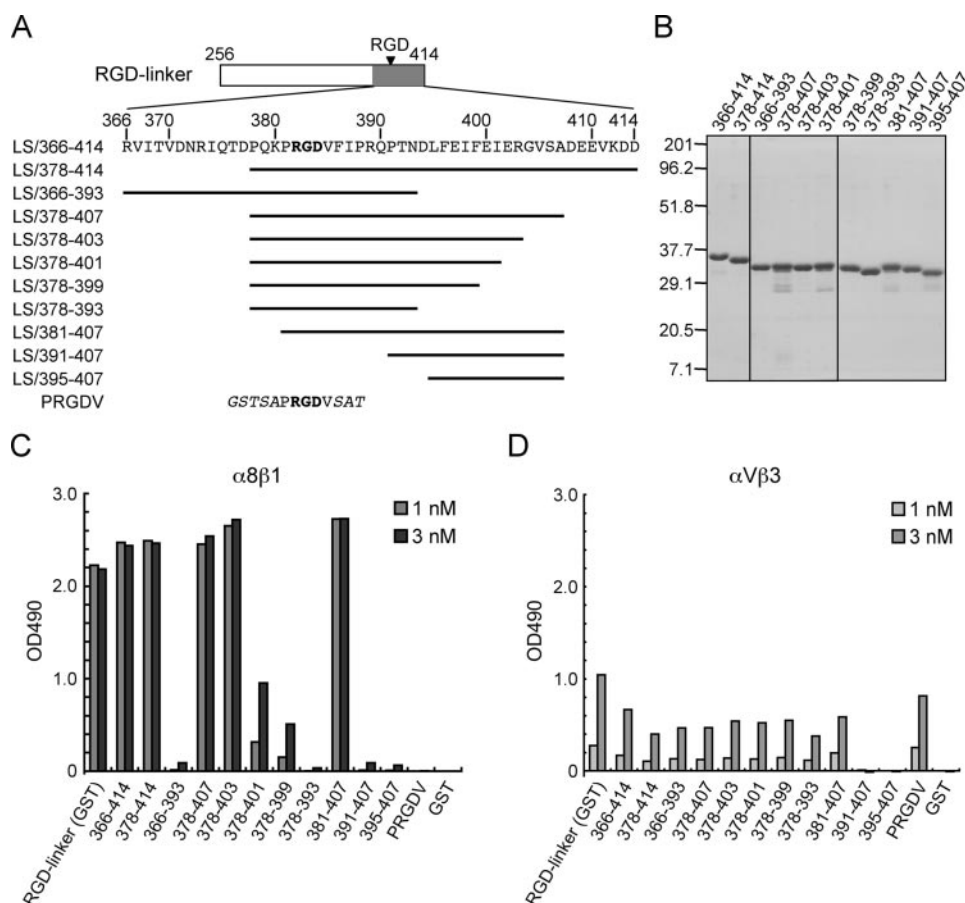 A
RGD
256
414
RGD-linker
366 370 380 390 400 410 414
LS/366-414 RVITVDNRIQTDPQKPRGDVFIPRQPTNDLFEIFEIERGVSADEEVKDD
LS/378-414
LS/366-393
LS/378-407
LS/378-403
LS/378-401
LS/378-399
LS/378-393
LS/381-407
LS/391-407
LS/395-407
PRGDV GSTSAPRGDVSAT
B
366-414 378-414 366-393 378-407 378-403 378-401 378-399 378-393 381-407 391-407 395-407
201
96.2
51.8
37.7
29.1
20.5
7.1
C
α8β1
3.0
2.0
1.0
0
OD490
1 nM
3 nM
RGD-linker (GST) 366-414 378-414 366-393 378-407 378-403 378-401 378-399 378-393 381-407 391-407 395-407 PRGDV GST
D
αVβ3
3.0
2.0
1.0
0
OD490
1 nM
3 nM
RGD-linker (GST) 366-414 378-414 366-393 378-407 378-403 378-401 378-399 378-393 381-407 391-407 395-407 PRGDV GST